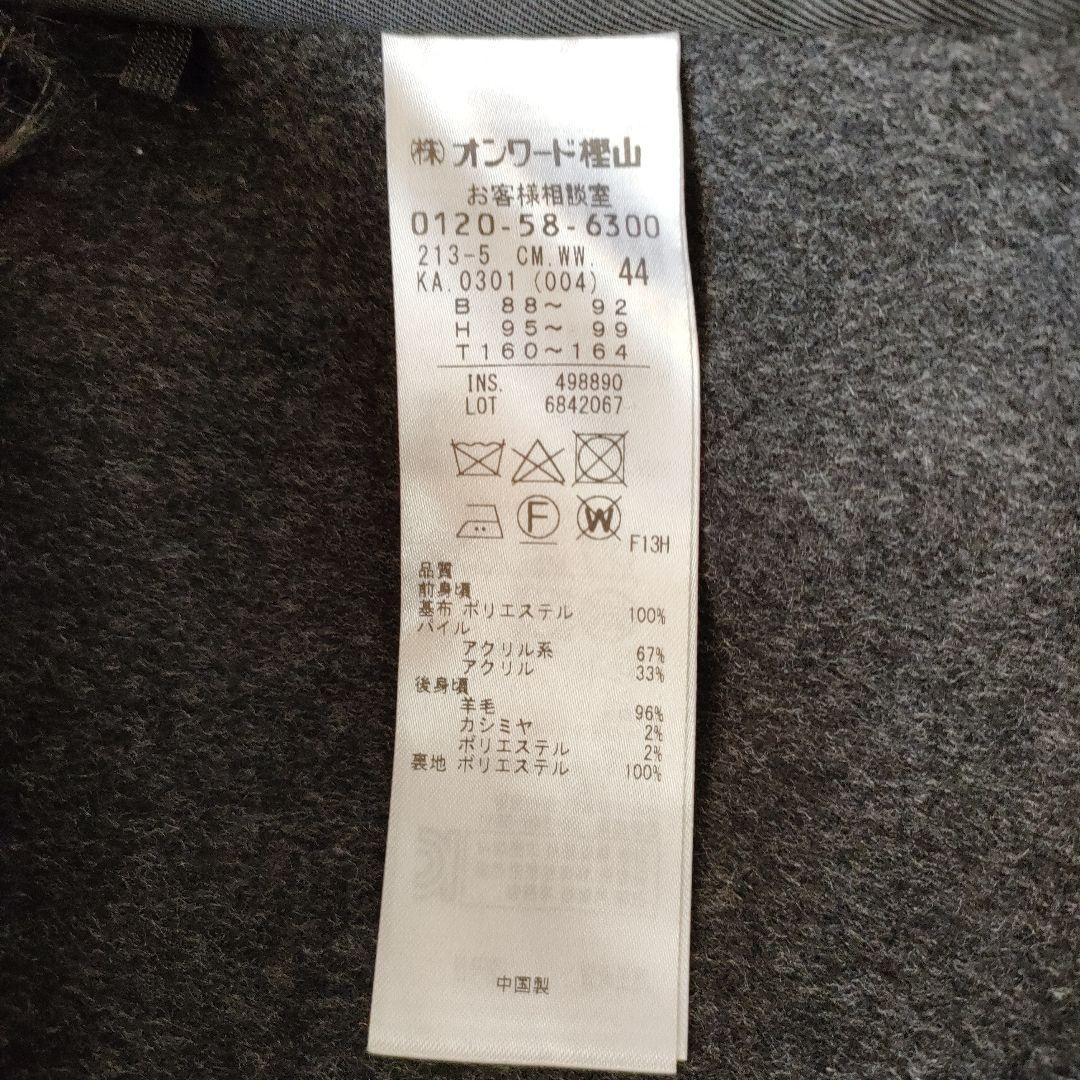 (株)オンワード樫山
お客様相談室
0120-58-6300
213-5 CM.WW.
KA.0301 (004) 44
B 88～ 92
H 95～ 99
T160～164
INS. 498890
LOT 6842067
F
W
F13H
品質
前身頃
基布 ポリエステル 100%
パイル
アクリル系 67%
アクリル 33%
後身頃
羊毛 96%
カシミヤ 2%
ポリエステル 2%
裏地 ポリエステル 100%
中国製